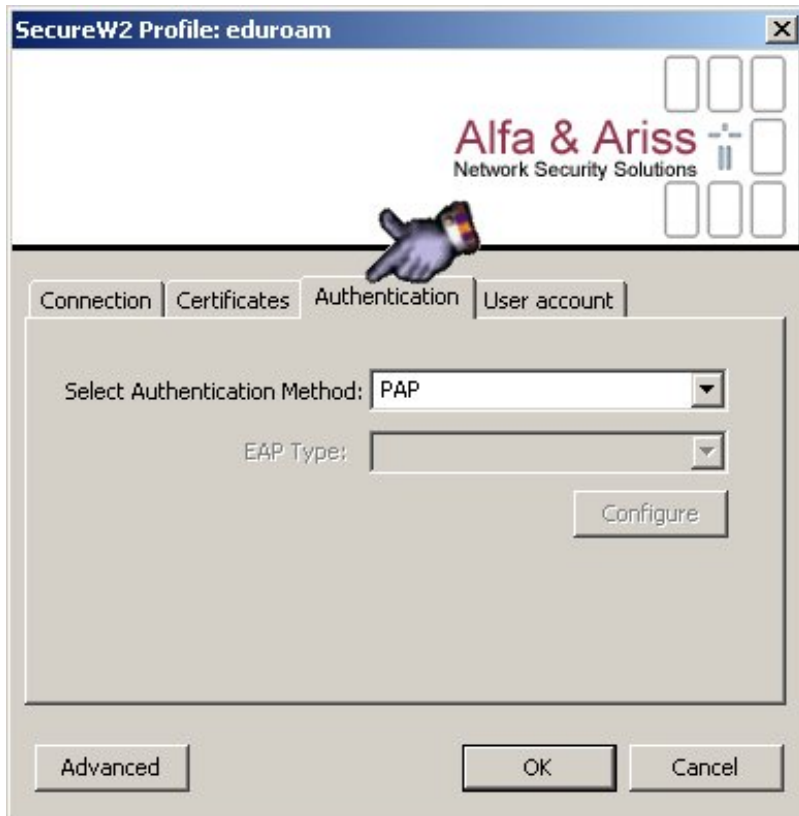 SecureW2 Profile: eduroam
Alfa & Ariss
Network Security Solutions
Connection Certificates Authentication User account
Select Authentication Method: PAP
EAP Type:
Configure
Advanced OK Cancel